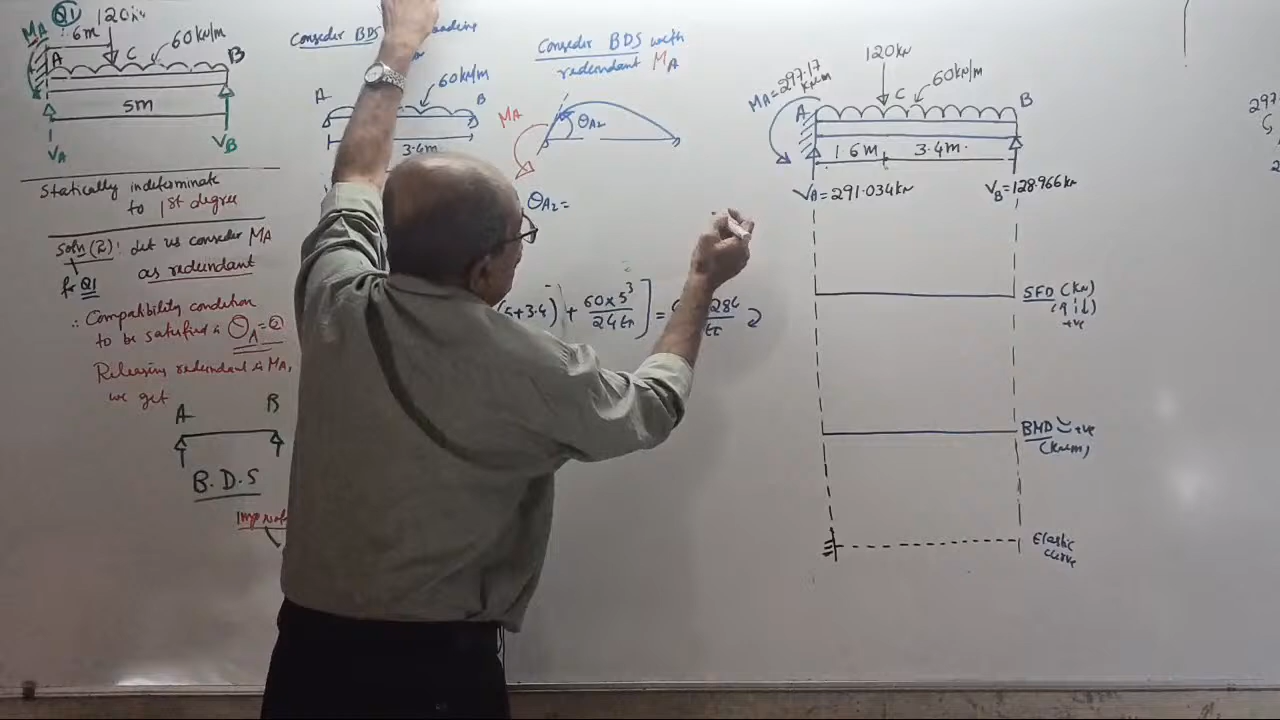 Q1
120kN
MA
.6m
60kN/m
A
C
B
5m
VA
VB
Statically indeterminate
to 1st degree
Soln (2): Let us consider MA
as redundant
for Q1
∴ Compatibility condition
to be satisfied is θA=0
Releasing redundant is MA,
we get
A
B
B.D.S
Consider BDS
60kN/m
A
B
3.4m
Consider BDS with
redundant MA
MA
θA2
θA2=
(5+3.4) + 60×5³/24EI ] =
MA=297.17
kNm
120kN
60kN/m
A
C
B
1.6m
3.4m.
VA=291.034kN
VB=128.966kN
SFD (kN)
+ve
BMD +ve
(kNm)
Elastic
curve
297.